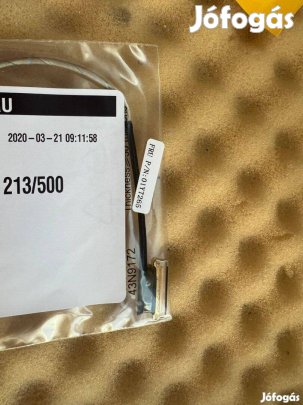 Jófogás
U
2020-03-21 09:11:58
213/500
FRU P/N:01YT265
43N9172
Jófogás